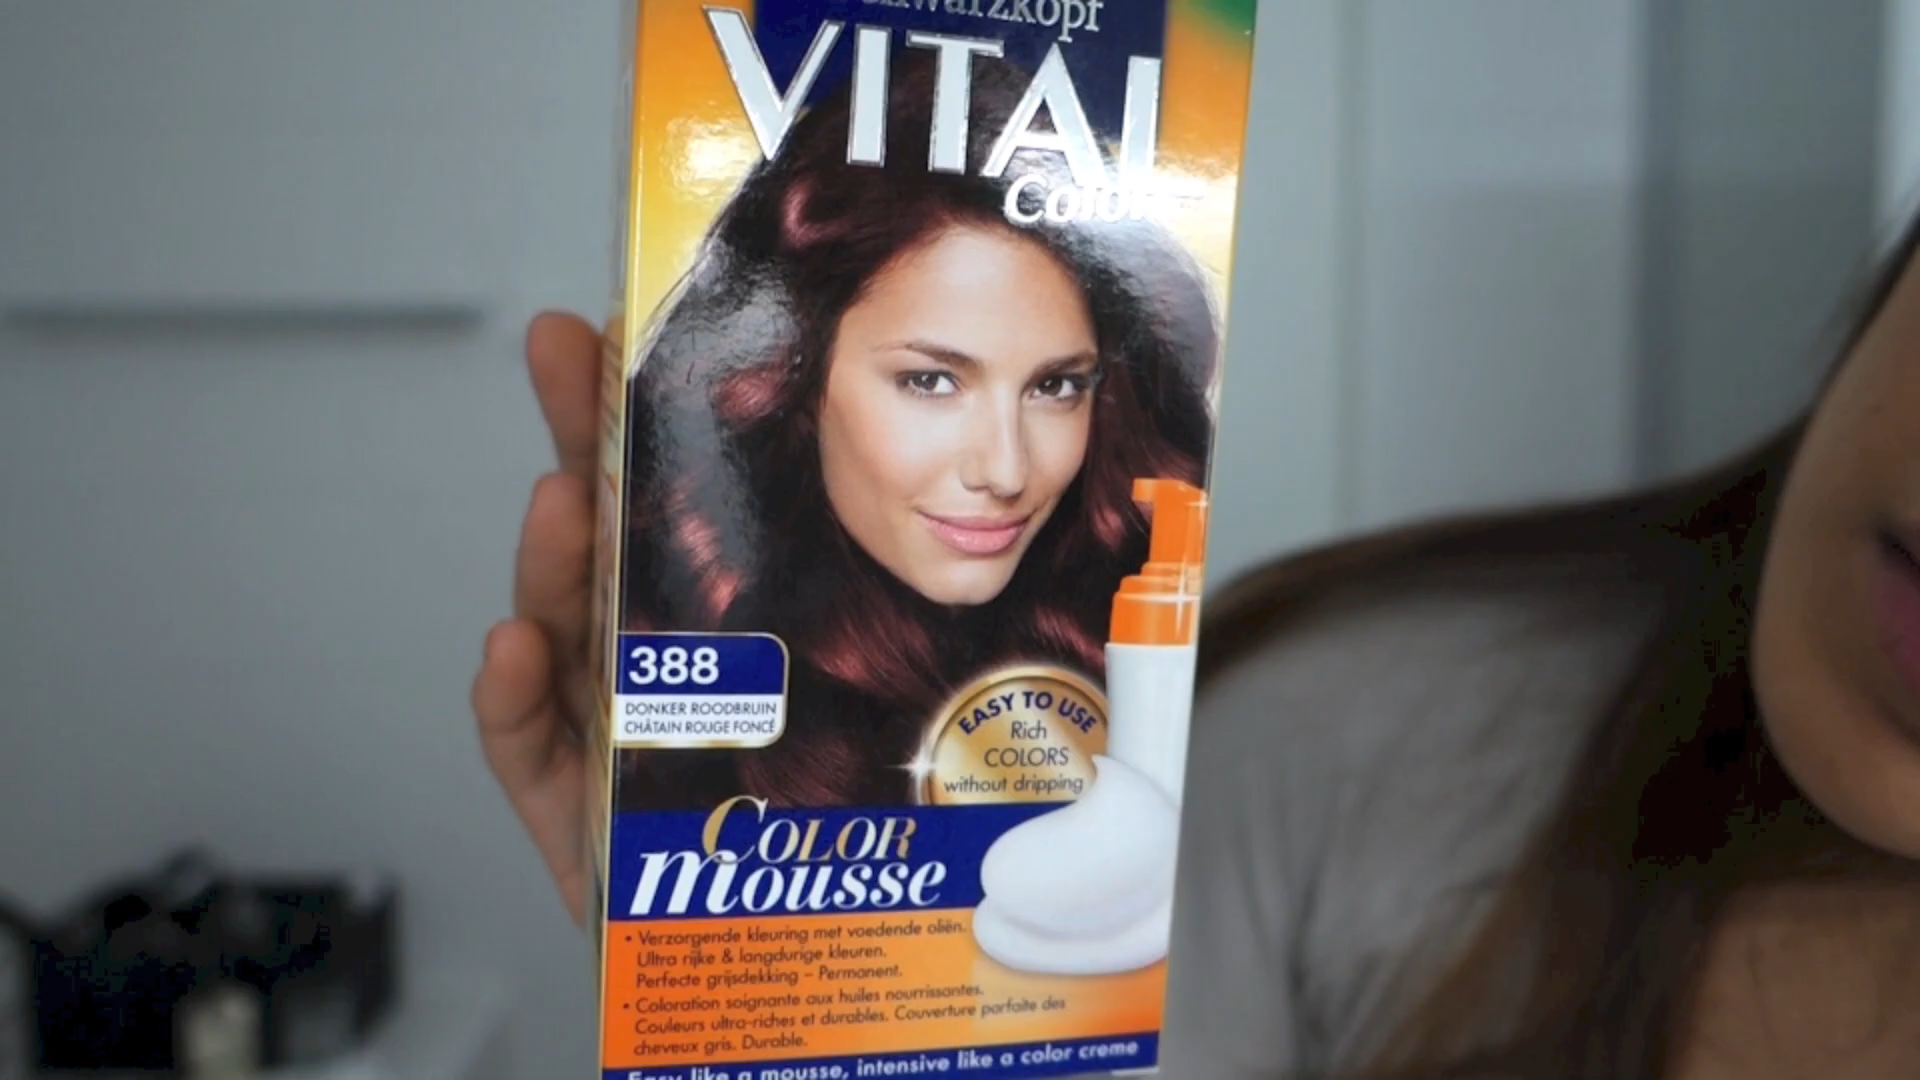 Schwarzkopf
VITAL
Colors
388
DONKER ROODBRUIN
CHÂTAIN ROUGE FONCÉ
EASY TO USE
Rich
COLORS
without dripping
COLOR
mousse
• Verzorgende kleuring met voedende oliën.
Ultra rijke & langdurige kleuren.
Perfecte grijsdekking – Permanent.
• Coloration soignante aux huiles nourrissantes.
Couleurs ultra-riches et durables. Couverture parfaite des
cheveux gris. Durable.
Easy like a mousse, intensive like a color creme